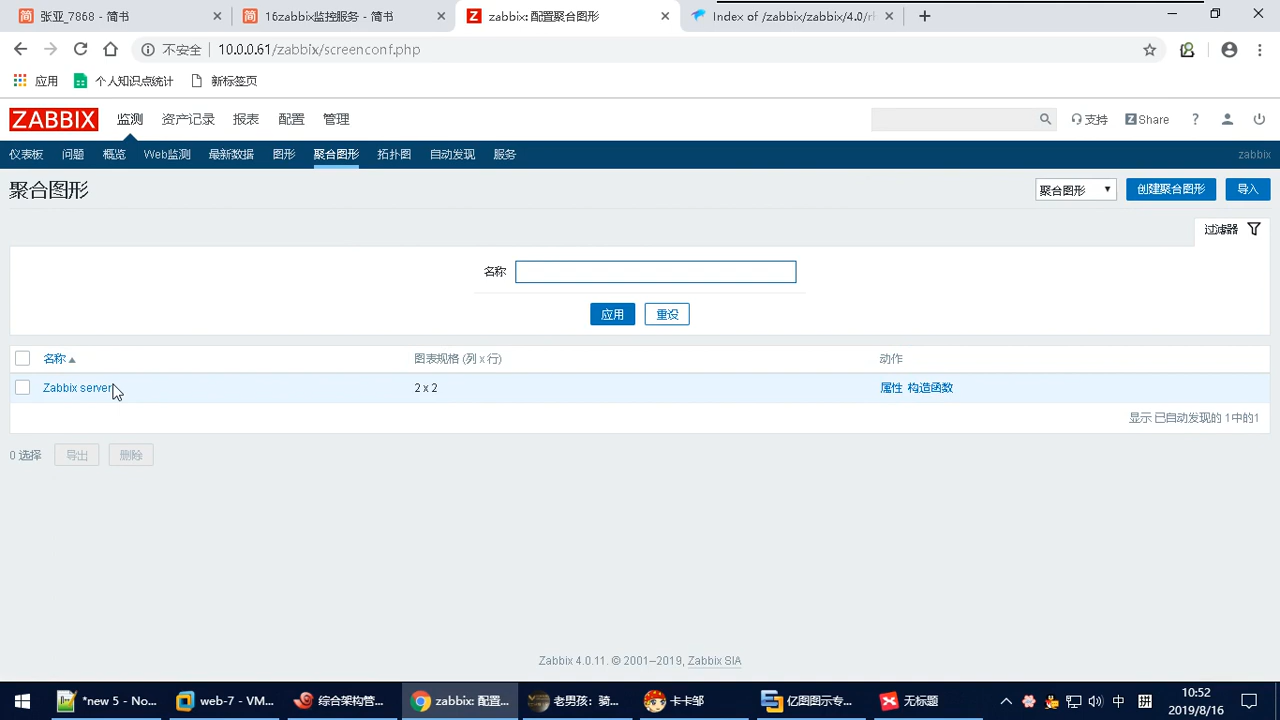 张亚_7868 - 简书
16zabbix监控服务 - 简书
zabbix: 配置聚合图形
Index of /zabbix/zabbix/4.0/rh
不安全 10.0.0.61/zabbix/screenconf.php
应用 个人知识点统计 新标签页
ZABBIX 监测 资产记录 报表 配置 管理 支持 Z Share ?
仪表板 问题 概览 Web监测 最新数据 图形 聚合图形 拓扑图 自动发现 服务 zabbix
聚合图形 聚合图形 创建聚合图形 导入
过滤器
名称
应用 重设
名称 图表规格 (列 x 行) 动作
Zabbix server 2 x 2 属性 构造函数
显示 已自动发现的 1中的1
0 选择 导出 删除
Zabbix 4.0.11. © 2001–2019, Zabbix SIA
*new 5 - No... web-7 - VM... 综合架构管... zabbix: 配置... 老男孩：骑... 卡卡邹 亿图图示专... 无标题 中 拼 10:52
2019/8/16